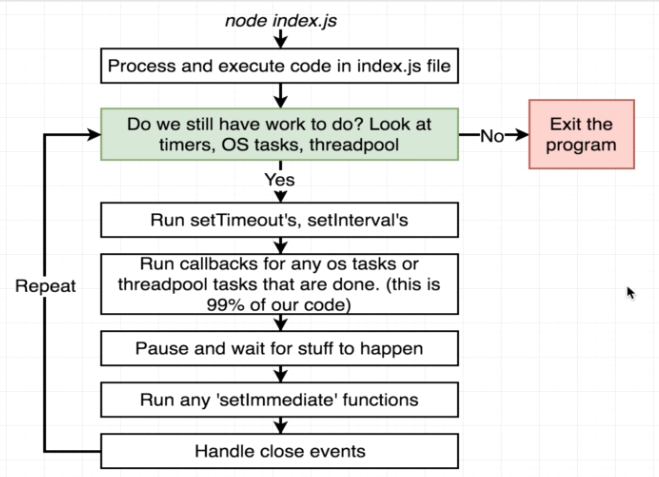 node index.js
Process and execute code in index.js file
Do we still have work to do? Look at
timers, OS tasks, threadpool
No
Exit the
program
Yes
Run setTimeout's, setInterval's
Run callbacks for any os tasks or
threadpool tasks that are done. (this is
99% of our code)
Repeat
Pause and wait for stuff to happen
Run any 'setImmediate' functions
Handle close events